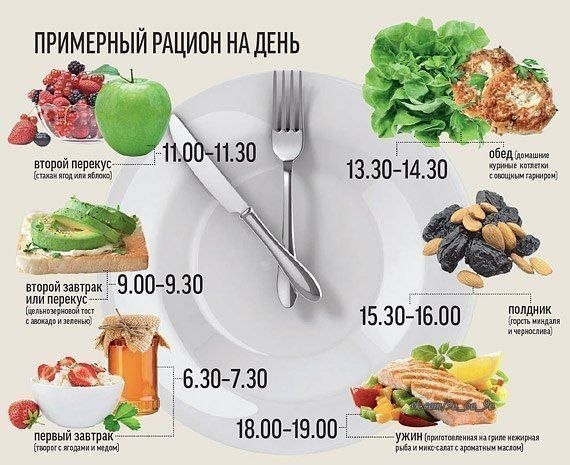 ПРИМЕРНЫЙ РАЦИОН НА ДЕНЬ
второй перекус
(стакан ягод или яблоко)
11.00-11.30
13.30-14.30
обед (домашние
куриные котлетки
с овощным гарниром)
второй завтрак
или перекус
(цельнозерновой тост
с авокадо и зеленью)
9.00-9.30
15.30-16.00
полдник
(горсть миндаля
и чернослива)
6.30-7.30
первый завтрак
(творог с ягодами и медом)
18.00-19.00
ужин (приготовленная на гриле нежирная
рыба и микс-салат с ароматным маслом)